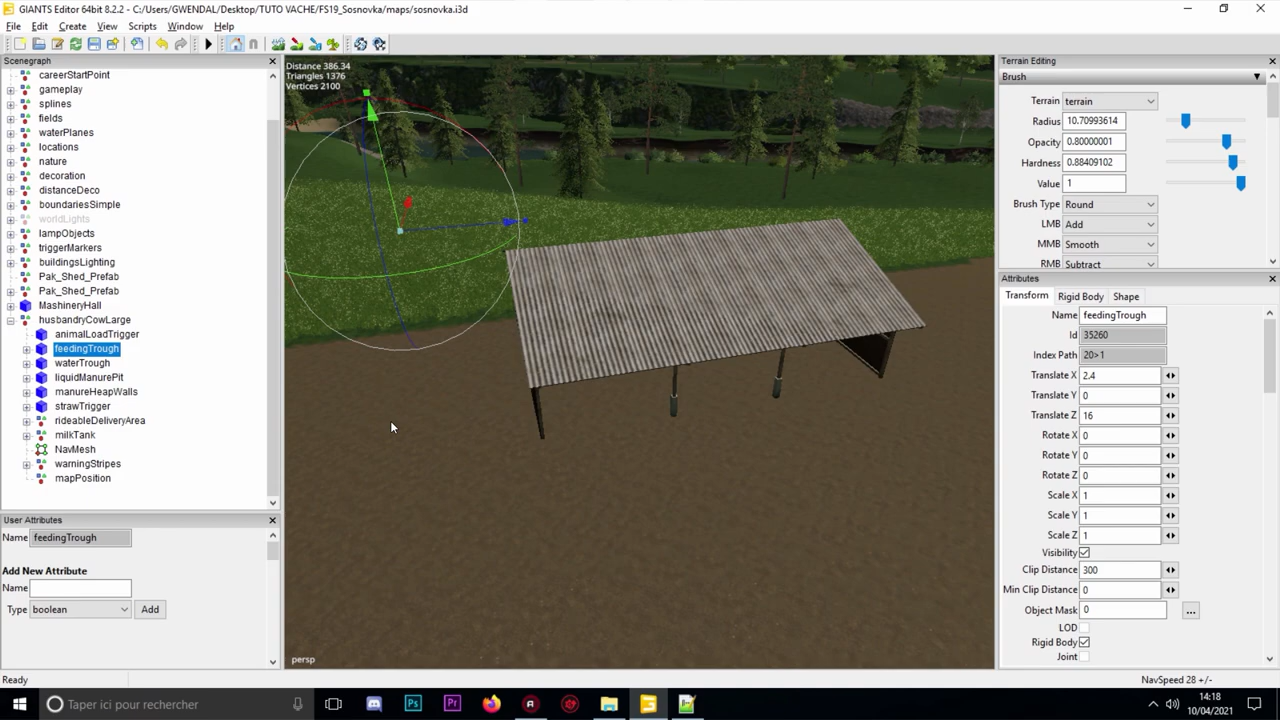 GIANTS Editor 64bit 8.2.2 - C:/Users/GWENDAL/Desktop/TUTO VACHE/FS19_Sosnovka/maps/sosnovka.i3d
File Edit Create View Scripts Window Help
Scenegraph
careerStartPoint
gameplay
splines
fields
waterPlanes
locations
nature
decoration
distanceDeco
boundariesSimple
worldLights
lampObjects
triggerMarkers
buildingsLighting
Pak_Shed_Prefab
Pak_Shed_Prefab
MashineryHall
husbandryCowLarge
animalLoadTrigger
feedingTrough
waterTrough
liquidManurePit
manureHeapWalls
strawTrigger
rideableDeliveryArea
milkTank
NavMesh
warningStripes
mapPosition
User Attributes
Name feedingTrough
Add New Attribute
Name
Type boolean Add
Distance 386.34
Triangles 1376
Vertices 2100
persp
Terrain Editing
Brush
Terrain terrain
Radius 10.70993614
Opacity 0.80000001
Hardness 0.88409102
Value 1
Brush Type Round
LMB Add
MMB Smooth
RMB Subtract
Attributes
Transform Rigid Body Shape
Name feedingTrough
Id 35260
Index Path 20>1
Translate X 2.4
Translate Y 0
Translate Z 16
Rotate X 0
Rotate Y 0
Rotate Z 0
Scale X 1
Scale Y 1
Scale Z 1
Visibility
Clip Distance 300
Min Clip Distance 0
Object Mask 0 ...
LOD
Rigid Body
Joint
Ready
NavSpeed 28 +/-
Taper ici pour rechercher
Ps
Pr
14:18
10/04/2021